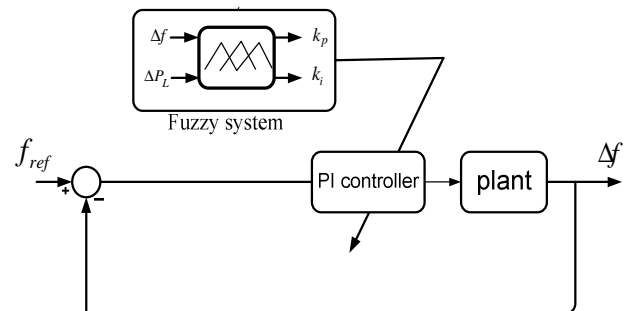 Δf
k_p
ΔP_L
k_i
Fuzzy system
f_ref
+
−
PI controller
plant
Δf